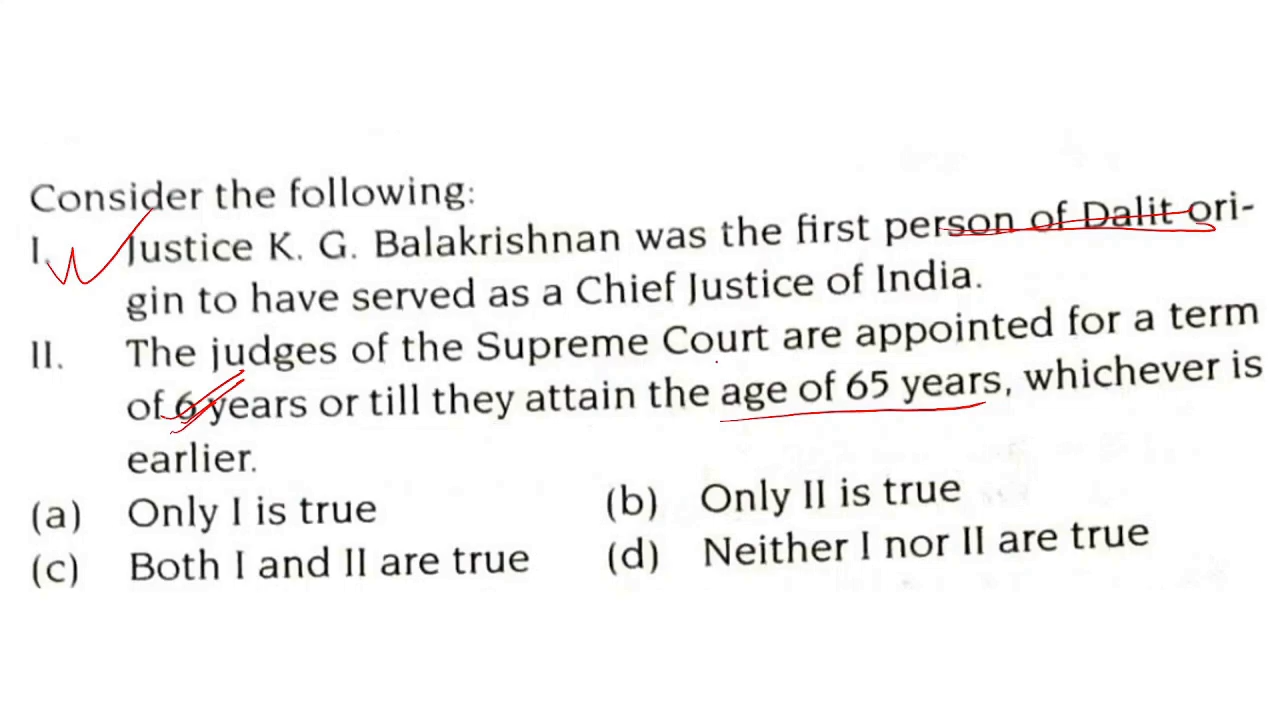 Consider the following:
I. Justice K. G. Balakrishnan was the first person of Dalit ori-
gin to have served as a Chief Justice of India.
II. The judges of the Supreme Court are appointed for a term
of 6 years or till they attain the age of 65 years, whichever is
earlier.
(a) Only I is true (b) Only II is true
(c) Both I and II are true (d) Neither I nor II are true